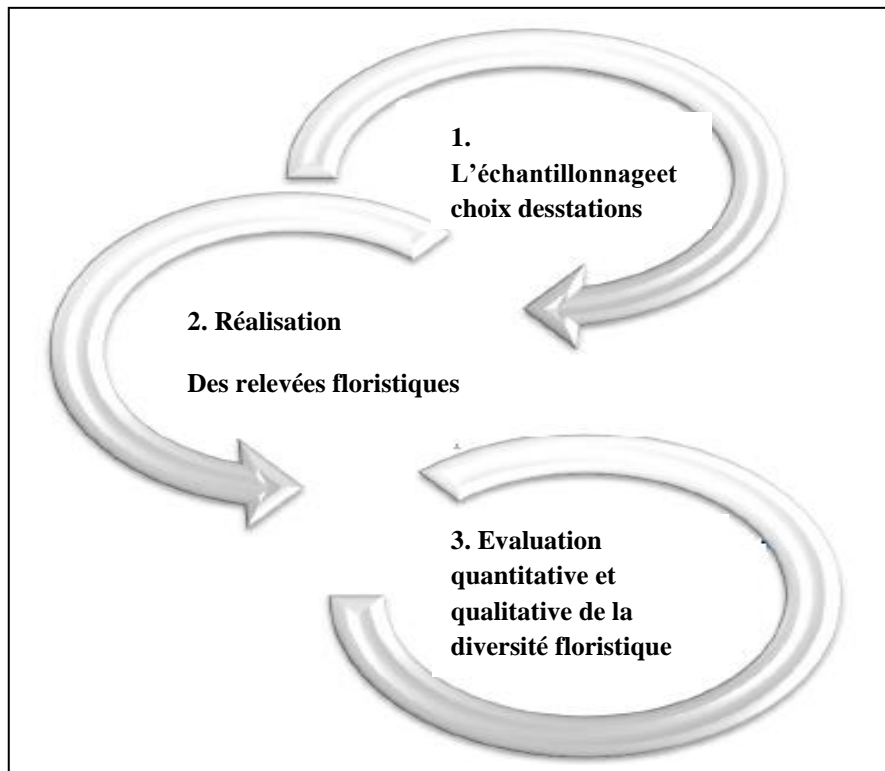 1.
L’échantillonnageet
choix desstations
2. Réalisation
Des relevées floristiques
3. Evaluation
quantitative et
qualitative de la
diversité floristique